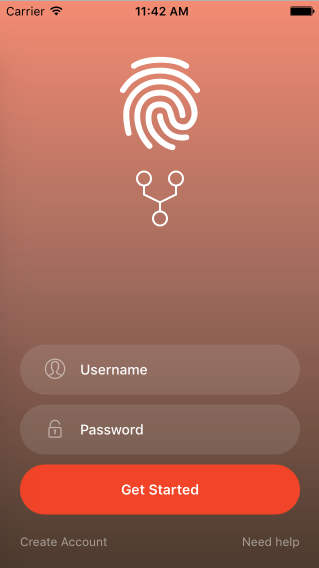 Carrier 11:42 AM
Username
Password
Get Started
Create Account Need help